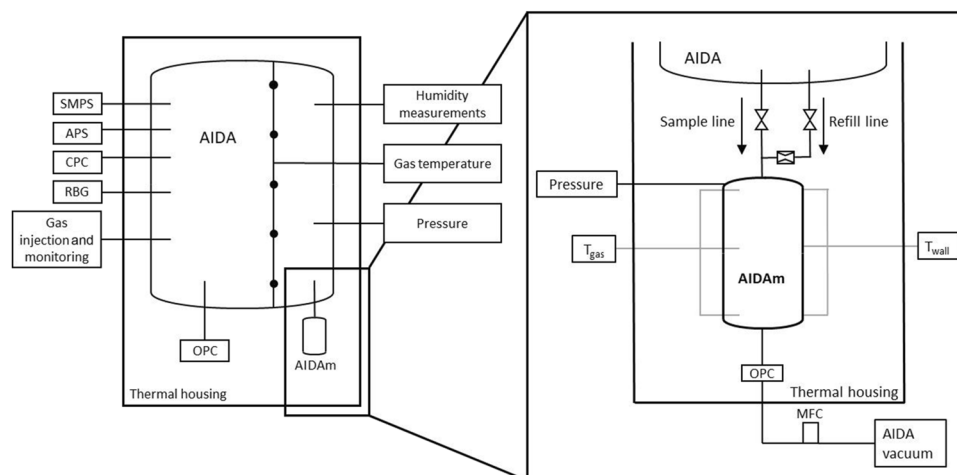 SMPS
APS
CPC
RBG
Gas
injection and
monitoring
AIDA
Humidity
measurements
Gas temperature
Pressure
OPC
AIDAm
Thermal housing
AIDA
Sample line
Refill line
Pressure
Tgas
Twall
AIDAm
OPC
Thermal housing
MFC
AIDA
vacuum